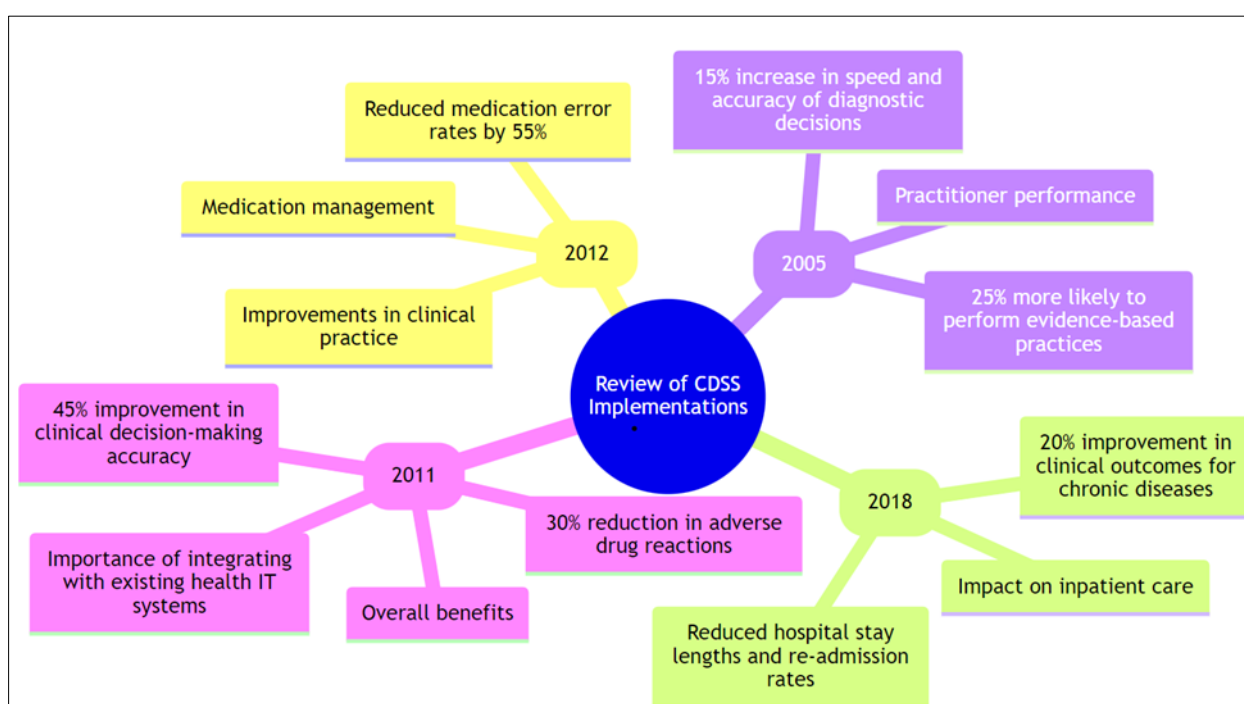 Review of CDSS
Implementations
2005
15% increase in speed and
accuracy of diagnostic
decisions
Practitioner performance
25% more likely to
perform evidence-based
practices
2012
Reduced medication error
rates by 55%
Medication management
Improvements in clinical
practice
2011
45% improvement in
clinical decision-making
accuracy
Importance of integrating
with existing health IT
systems
Overall benefits
30% reduction in adverse
drug reactions
2018
20% improvement in
clinical outcomes for
chronic diseases
Impact on inpatient care
Reduced hospital stay
lengths and re-admission
rates